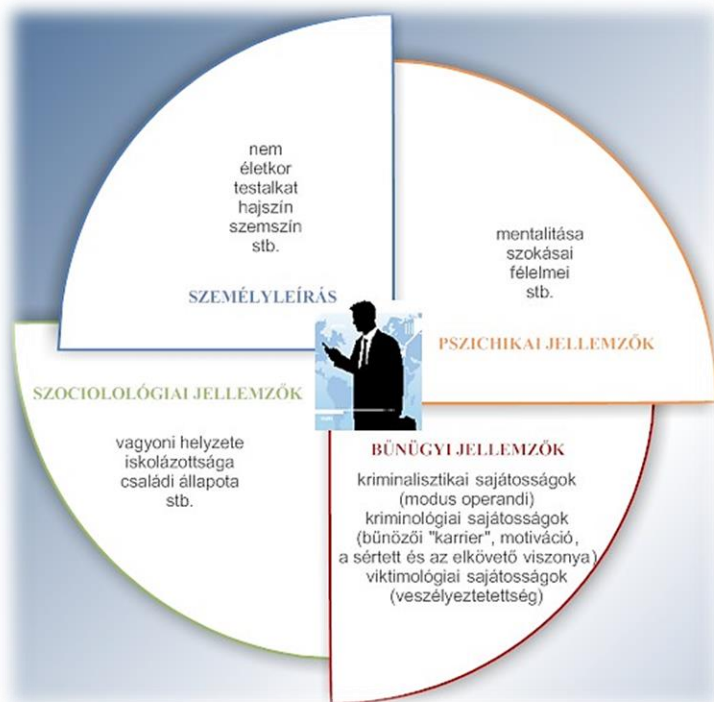 nem
életkor
testalkat
hajszín
szemszín
stb.
SZEMÉLYLEÍRÁS
mentalitása
szokásai
félelmei
stb.
PSZICHIKAI JELLEMZŐK
SZOCIOLOLÓGIAI JELLEMZŐK
vagyoni helyzete
iskolázottsága
családi állapota
stb.
BŰNÜGYI JELLEMZŐK
kriminalisztikai sajátosságok
(modus operandi)
kriminológiai sajátosságok
(bűnözői "karrier", motiváció,
a sértett és az elkövető viszonya)
viktimológiai sajátosságok
(veszélyeztetettség)